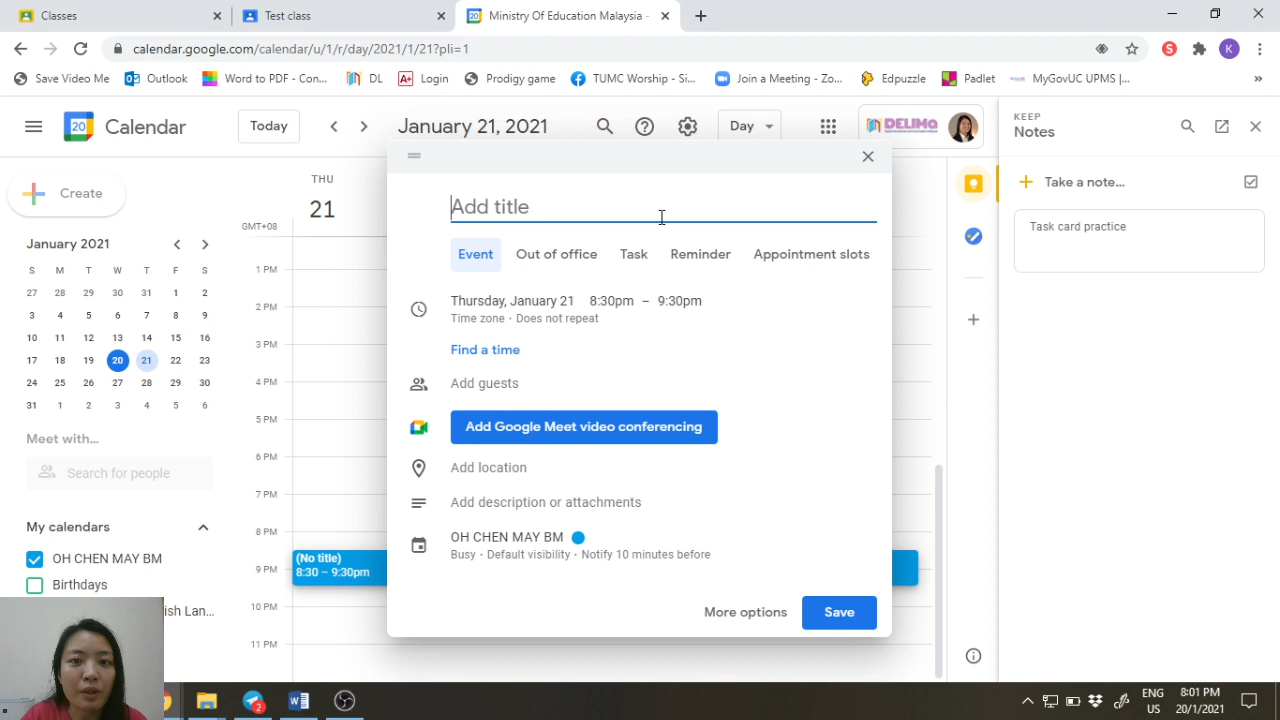 Classes
Test class
Ministry Of Education Malaysia -
calendar.google.com/calendar/u/1/r/day/2021/1/21?pli=1
S
K
Save Video Me
Outlook
Word to PDF - Con...
DL
Login
Prodigy game
TUMC Worship - Si...
Join a Meeting - Zo...
Edpuzzle
Padlet
MyGovUC UPMS |...
»
20
Calendar
Today
January 21, 2021
Day
DELIMa
KEEP
Notes
Create
Take a note...
Task card practice
January 2021
S M T W T F S
27 28 29 30 31 1 2
3 4 5 6 7 8 9
10 11 12 13 14 15 16
17 18 19 20 21 22 23
24 25 26 27 28 29 30
31 1 2 3 4 5 6
Meet with...
Search for people
My calendars
OH CHEN MAY BM
Birthdays
ish Lan...
THU
21
GMT+08
1 PM
2 PM
3 PM
4 PM
5 PM
6 PM
7 PM
8 PM
9 PM
10 PM
11 PM
(No title)
8:30 – 9:30pm
Add title
Event
Out of office
Task
Reminder
Appointment slots
Thursday, January 21 8:30pm – 9:30pm
Time zone · Does not repeat
Find a time
Add guests
Add Google Meet video conferencing
Add location
Add description or attachments
OH CHEN MAY BM
Busy · Default visibility · Notify 10 minutes before
More options
Save
2
ENG
US
8:01 PM
20/1/2021